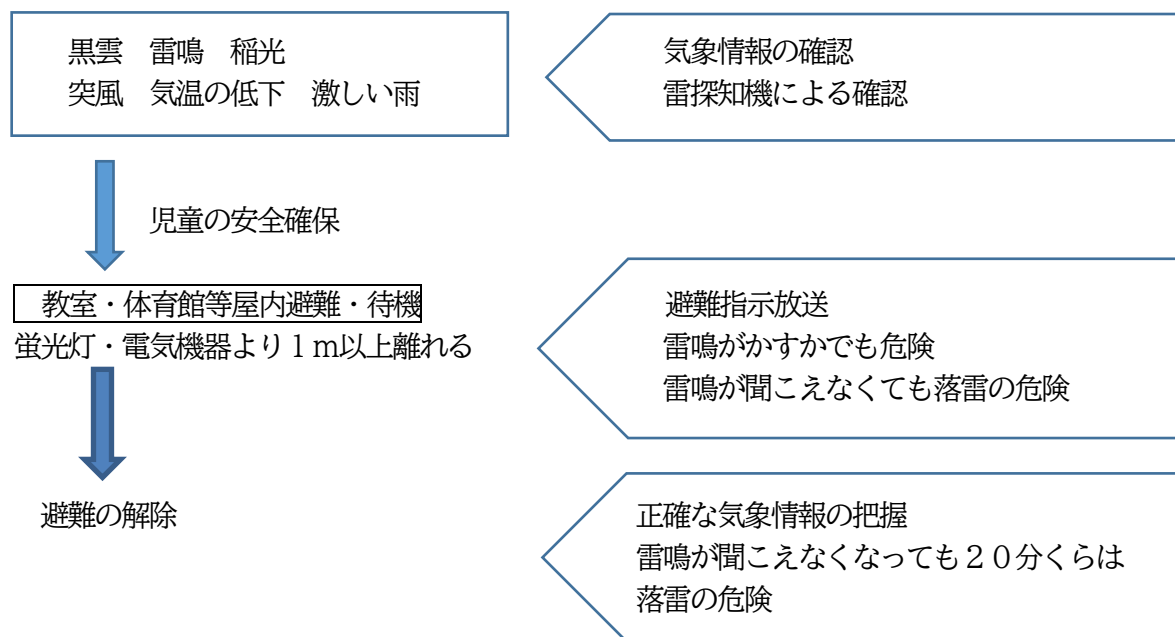 黒雲　雷鳴　稲光
突風　気温の低下　激しい雨
気象情報の確認
雷探知機による確認
児童の安全確保
教室・体育館等屋内避難・待機
蛍光灯・電気機器より１ｍ以上離れる
避難指示放送
雷鳴がかすかでも危険
雷鳴が聞こえなくても落雷の危険
避難の解除
正確な気象情報の把握
雷鳴が聞こえなくなっても２０分くらは
落雷の危険